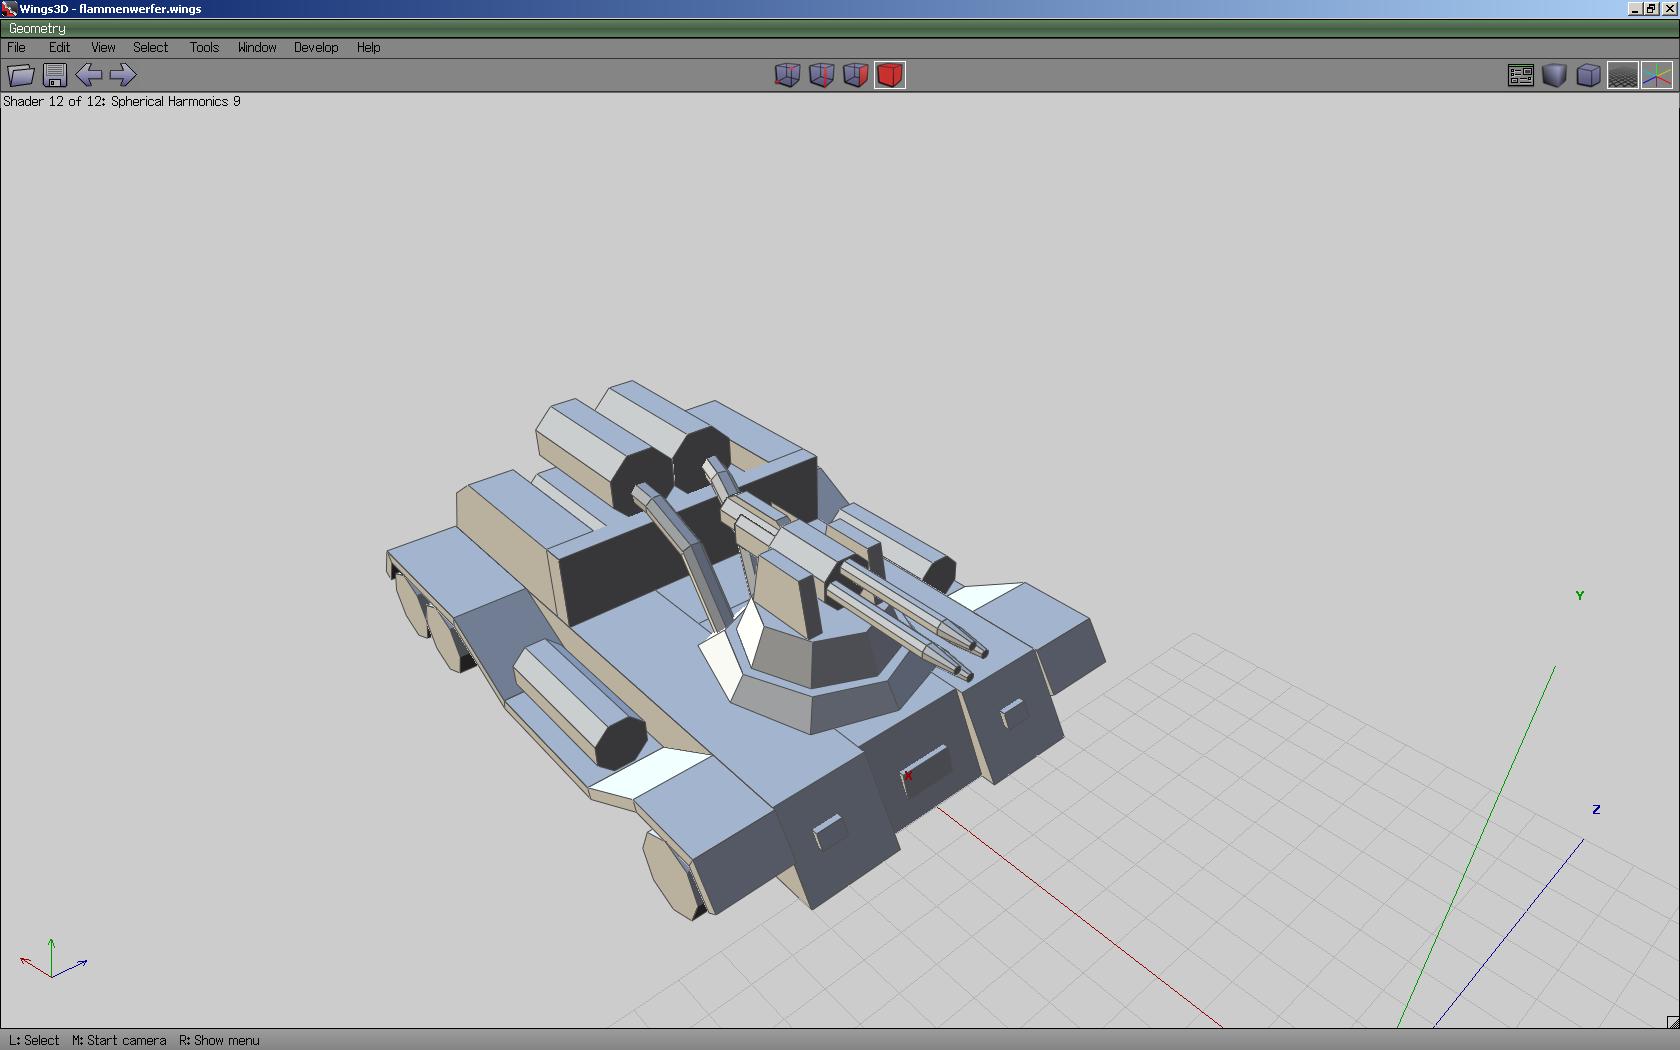 Wings3D - flammenwerfer.wings
Geometry
File Edit View Select Tools Window Develop Help
Shader 12 of 12: Spherical Harmonics 9
Y
Z
X
L: Select M: Start camera R: Show menu